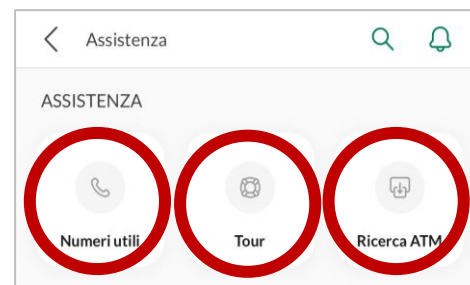 Assistenza
ASSISTENZA
Numeri utili
Tour
Ricerca ATM